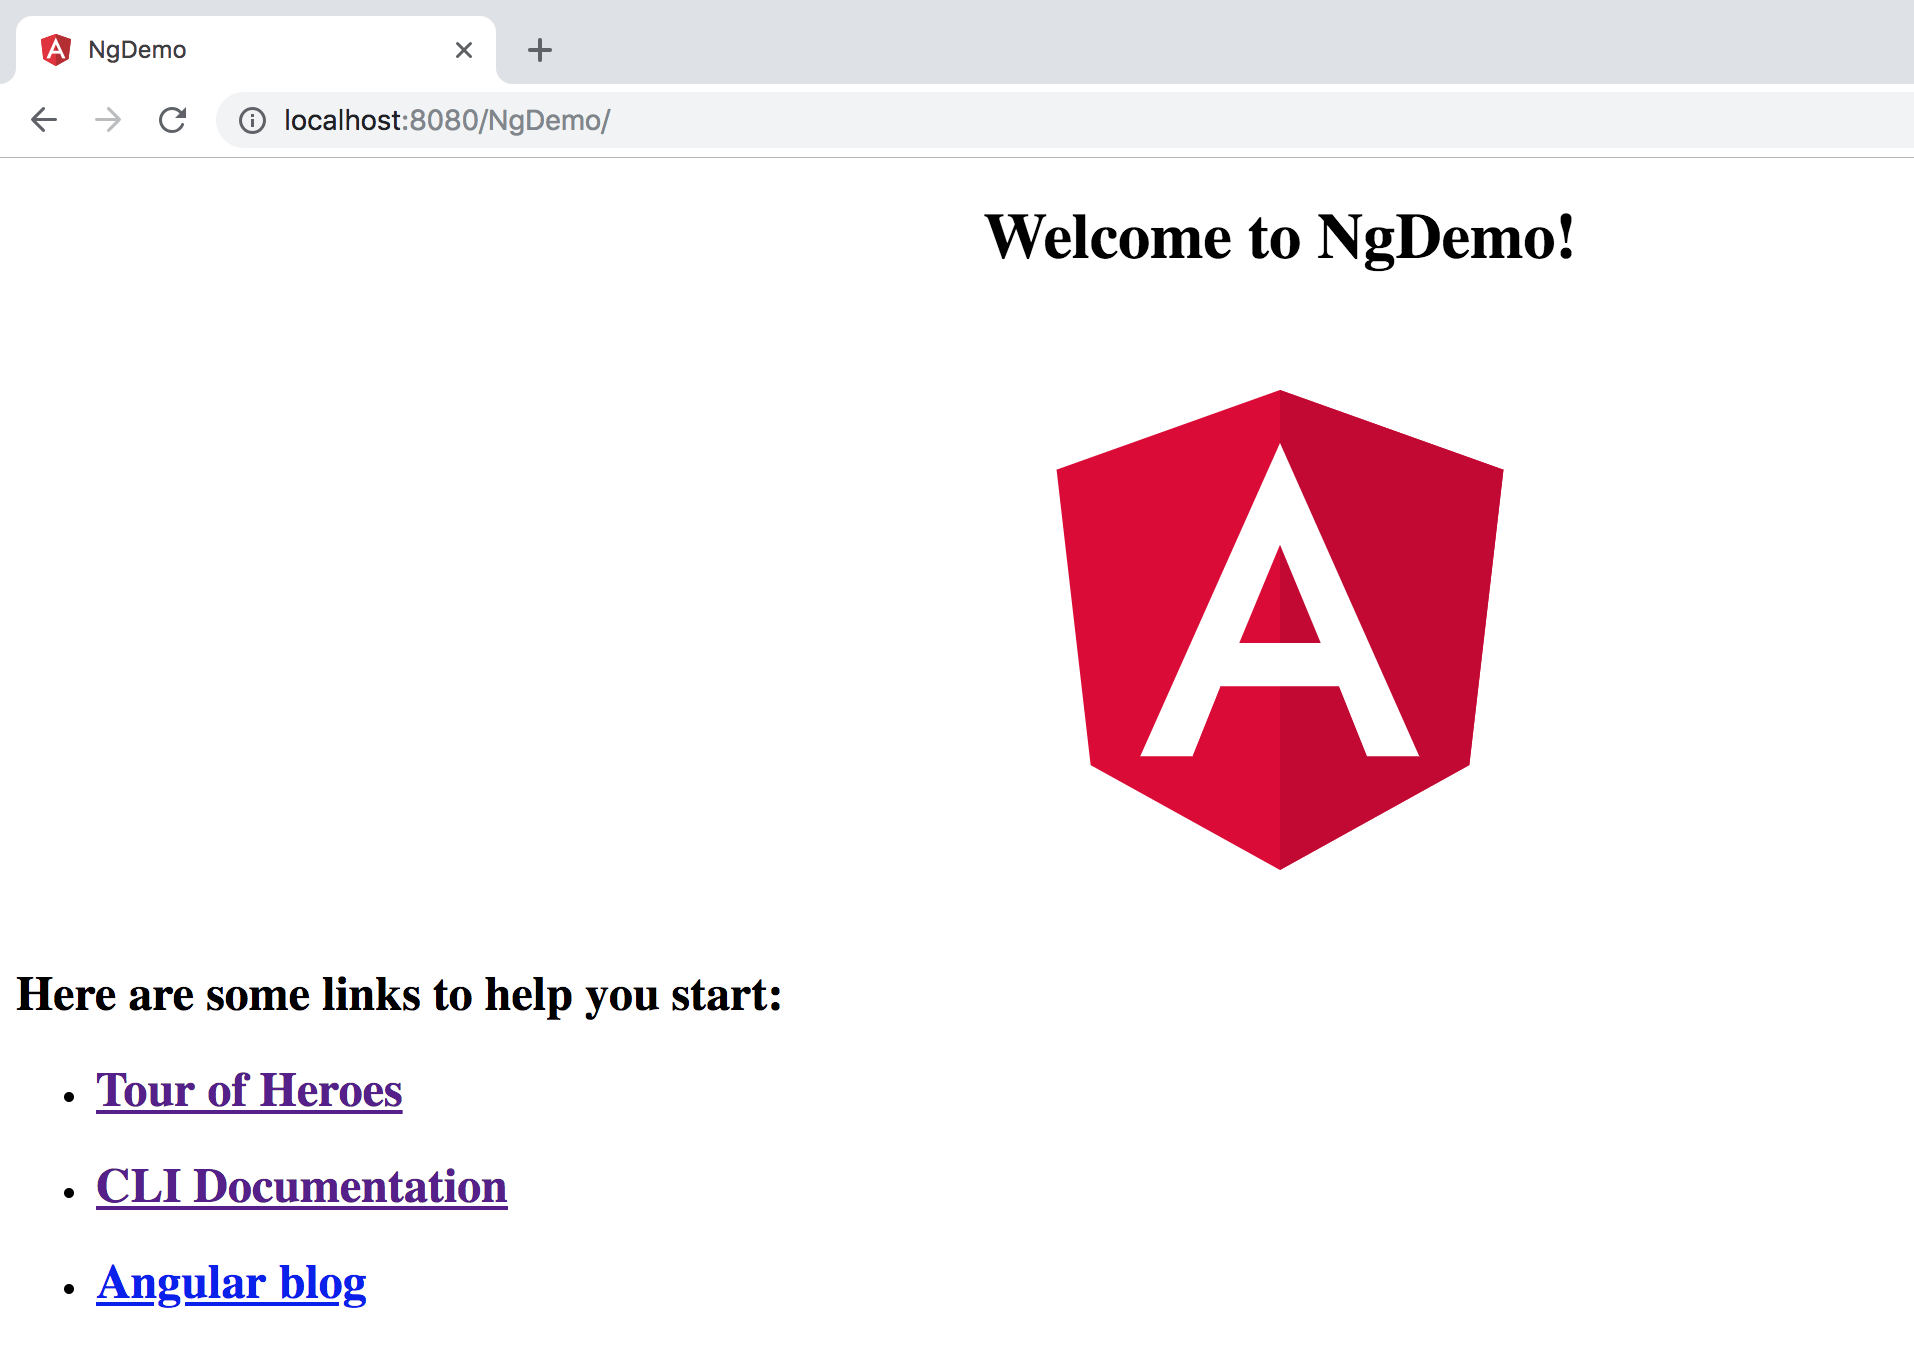 NgDemo
localhost:8080/NgDemo/
Welcome to NgDemo!
Here are some links to help you start:
Tour of Heroes
CLI Documentation
Angular blog